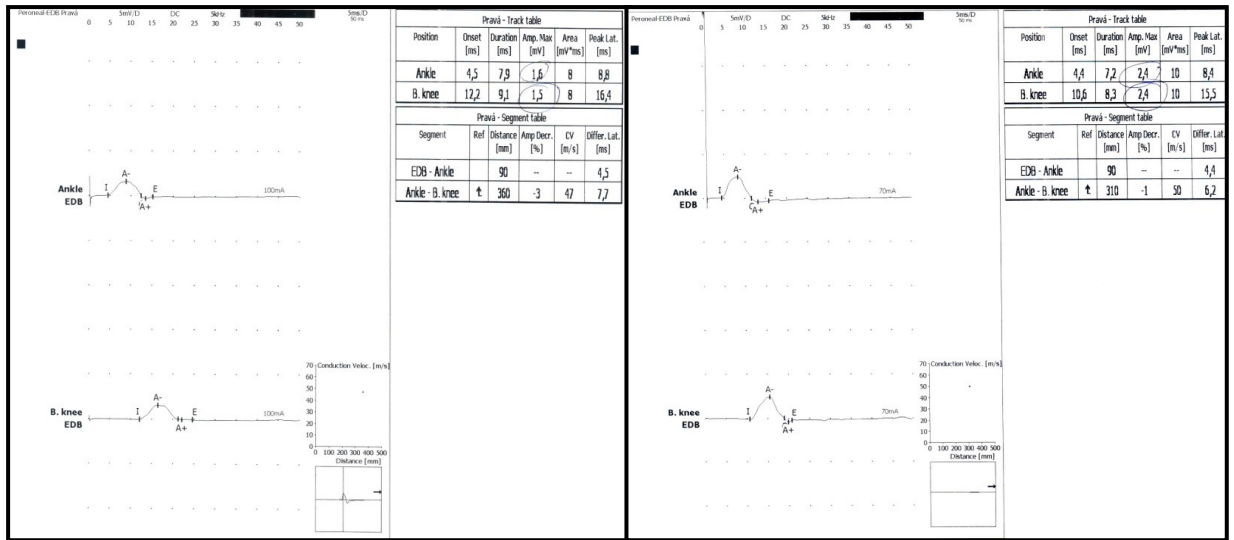 Peroneal-EDB Pravá 5mV/D DC 5kHz 3ms/D
0 5 10 15 20 25 30 35 40 45 50 50 ms
A-
I E
Ankle 100mA
EDB A+
A-
I E
B. knee 100mA
EDB A+
70 Conduction Veloc. [m/s]
60
50
40
30
20
10
0
0 100 200 300 400 500
Distance [mm]
Pravá - Track table
Position Onset Duration Amp. Max Area Peak Lat.
[ms] [ms] [mV] [mV*ms] [ms]
Ankle 4,5 7,9 1,6 8 8,8
B. knee 12,2 9,1 1,5 8 16,4
Pravá - Segment table
Segment Ref Distance Amp Decr. CV Differ. Lat.
[mm] [%] [m/s] [ms]
EDB - Ankle 90 -- -- 4,5
Ankle - B. knee ↑ 360 -3 47 7,7
Peroneal-EDB Pravá 5mV/D DC 5kHz 5ms/D
0 5 10 15 20 25 30 35 40 45 50 50 ms
A-
I E
Ankle 70mA
EDB A+
A-
I E
B. knee 70mA
EDB A+
70 Conduction Veloc. [m/s]
60
50
40
30
20
10
0
0 100 200 300 400 500
Distance [mm]
Pravá - Track table
Position Onset Duration Amp. Max Area Peak Lat.
[ms] [ms] [mV] [mV*ms] [ms]
Ankle 4,4 7,2 2,4 10 8,4
B. knee 10,6 8,3 2,4 10 15,5
Pravá - Segment table
Segment Ref Distance Amp Decr. CV Differ. Lat.
[mm] [%] [m/s] [ms]
EDB - Ankle 90 -- -- 4,4
Ankle - B. knee ↑ 310 -1 50 6,2